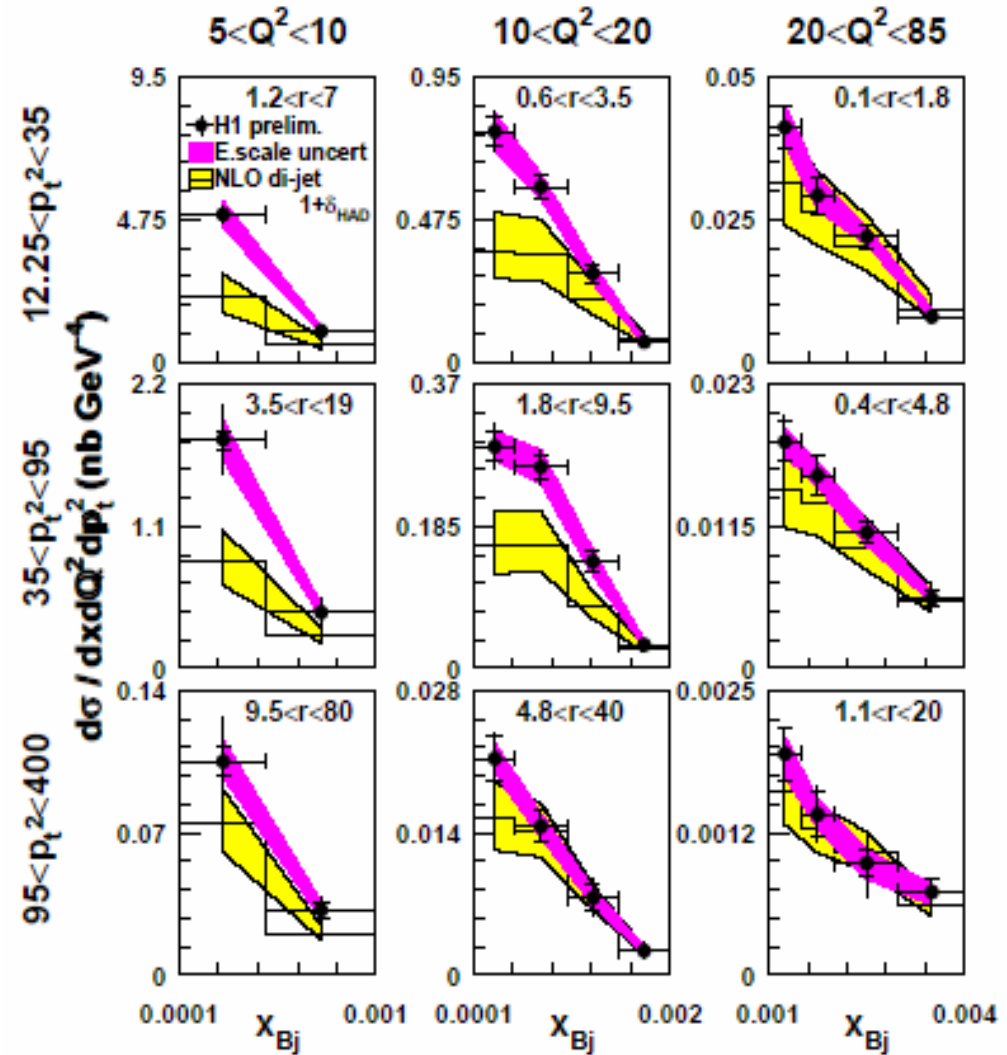 5<Q²<10 10<Q²<20 20<Q²<85
12.25<pₜ²<35
35<pₜ²<95
95<pₜ²<400
dσ / dxdQ²dpₜ² (nb GeV⁻⁴)
9.5
4.75
0
1.2<r<7
H1 prelim.
E.scale uncert
NLO di-jet
1+δHAD
0.95
0.475
0
0.6<r<3.5
0.05
0.025
0
0.1<r<1.8
2.2
1.1
0
3.5<r<19
0.37
0.185
0
1.8<r<9.5
0.023
0.0115
0
0.4<r<4.8
0.14
0.07
0
9.5<r<80
0.028
0.014
0
4.8<r<40
0.0025
0.0012
0
1.1<r<20
0.0001 0.001 0.0001 0.002 0.001 0.004
xBj xBj xBj